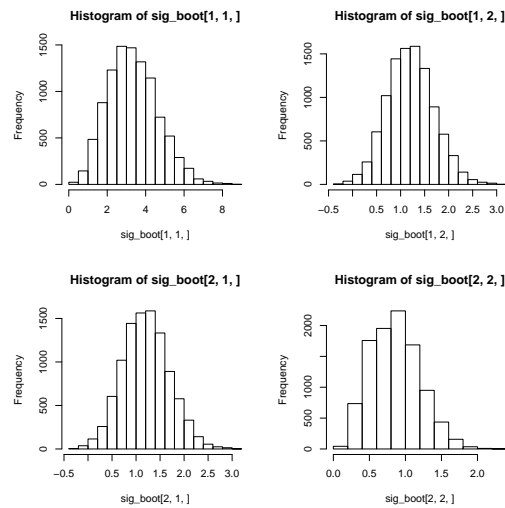 Histogram of sig_boot[1, 1, ]
Frequency
0 500 1000 1500
0 2 4 6 8
sig_boot[1, 1, ]
Histogram of sig_boot[1, 2, ]
Frequency
0 500 1000 1500
−0.5 0.5 1.0 1.5 2.0 3.0
sig_boot[1, 2, ]
Histogram of sig_boot[2, 1, ]
Frequency
0 500 1000 1500
−0.5 0.5 1.0 1.5 2.0 3.0
sig_boot[2, 1, ]
Histogram of sig_boot[2, 2, ]
Frequency
0 500 1000 2000
0.0 0.5 1.0 1.5 2.0
sig_boot[2, 2, ]